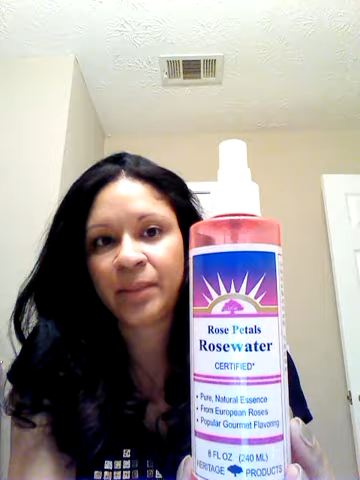 Rose Petals
Rosewater
CERTIFIED*
• Pure, Natural Essence
• From European Roses
• Popular Gourmet Flavoring
8 FL OZ (240 ML)
HERITAGE PRODUCTS